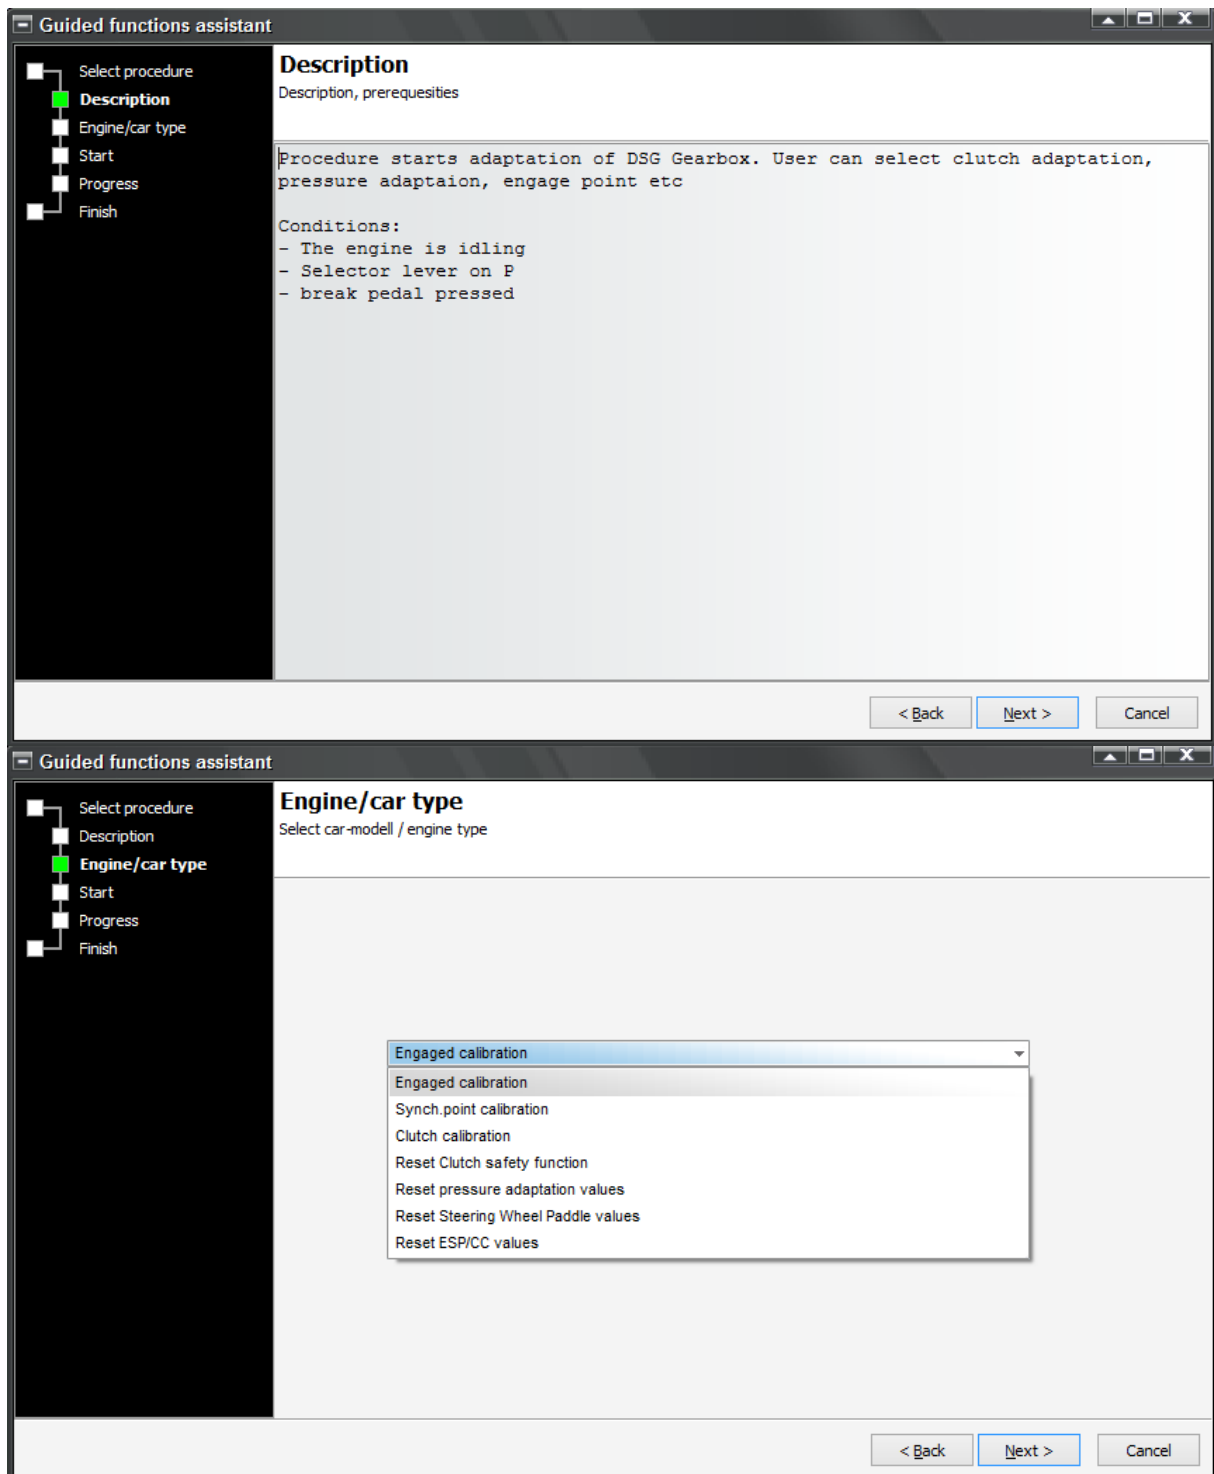 Guided functions assistant
Select procedure
Description
Engine/car type
Start
Progress
Finish
Description
Description, prerequesities
Procedure starts adaptation of DSG Gearbox. User can select clutch adaptation,
pressure adaptaion, engage point etc
Conditions:
- The engine is idling
- Selector lever on P
- break pedal pressed
< Back
Next >
Cancel
Guided functions assistant
Select procedure
Description
Engine/car type
Start
Progress
Finish
Engine/car type
Select car-modell / engine type
Engaged calibration
Engaged calibration
Synch.point calibration
Clutch calibration
Reset Clutch safety function
Reset pressure adaptation values
Reset Steering Wheel Paddle values
Reset ESP/CC values
< Back
Next >
Cancel